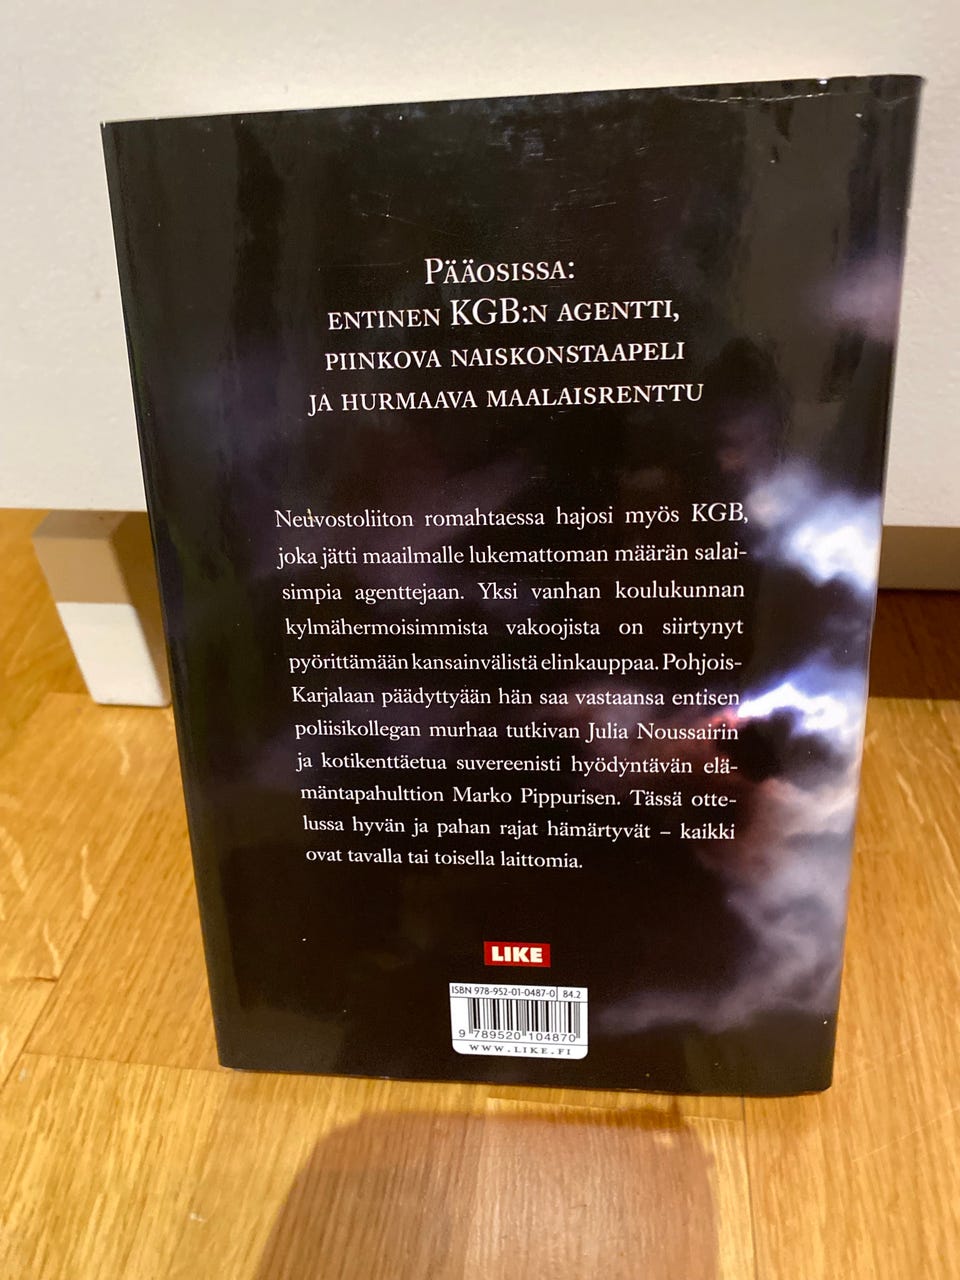 Pääosissa:
entinen KGB:n agentti,
piinkova naiskonstaapeli
ja hurmaava maalaisrenttu
Neuvostoliiton romahtaessa hajosi myös KGB,
joka jätti maailmalle lukemattoman määrän salai-
simpia agenttejaan. Yksi vanhan koulukunnan
kylmähermoisimmista vakoojista on siirtynyt
pyörittämään kansainvälistä elinkauppaa. Pohjois-
Karjalaan päädyttyään hän saa vastaansa entisen
poliisikollegan murhaa tutkivan Julia Noussairin
ja kotikenttäetua suvereenisti hyödyntävän elä-
mäntapahulttion Marko Pippurisen. Tässä otte-
lussa hyvän ja pahan rajat hämärtyvät – kaikki
ovat tavalla tai toisella laittomia.
LIKE
ISBN 978-952-01-0487-0 84.2
9 789520 104870
WWW.LIKE.FI